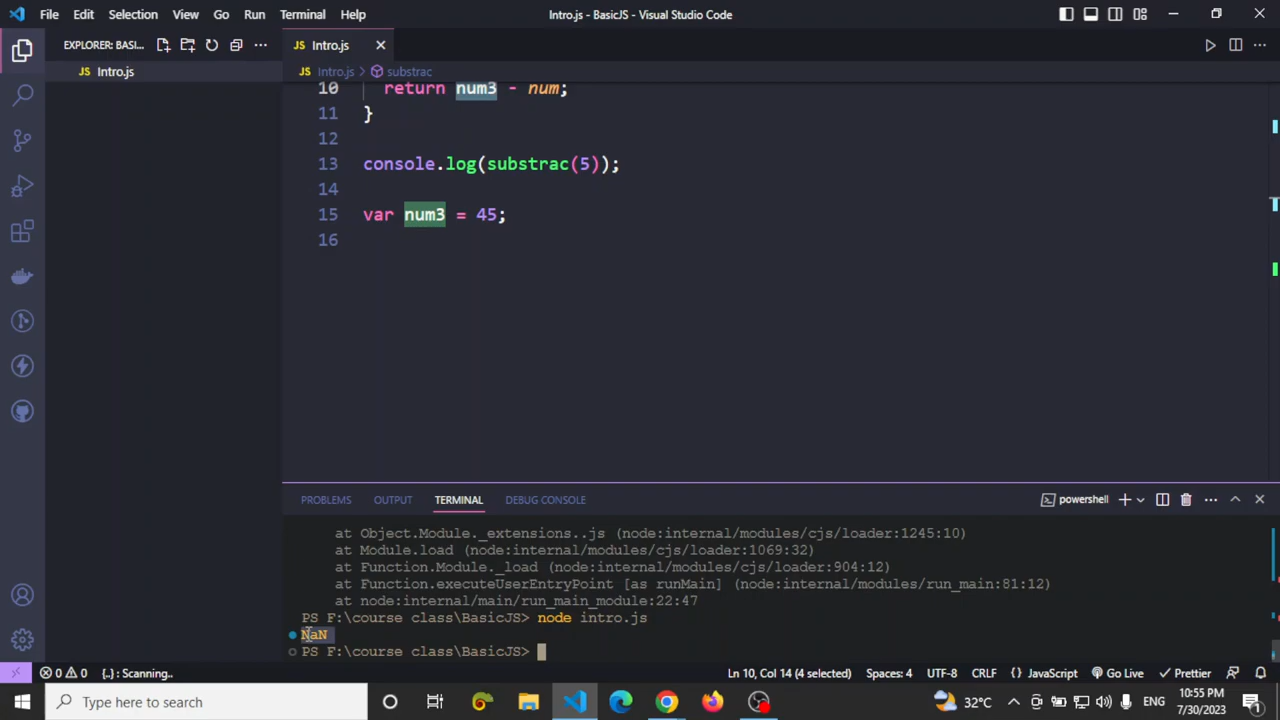 File Edit Selection View Go Run Terminal Help Intro.js - BasicJS - Visual Studio Code
EXPLORER: BASI... ... JS Intro.js
JS Intro.js JS Intro.js > substrac
10 return num3 - num;
11 }
12
13 console.log(substrac(5));
14
15 var num3 = 45;
16
PROBLEMS OUTPUT TERMINAL DEBUG CONSOLE powershell
at Object.Module._extensions..js (node:internal/modules/cjs/loader:1245:10)
at Module.load (node:internal/modules/cjs/loader:1069:32)
at Function.Module._load (node:internal/modules/cjs/loader:904:12)
at Function.executeUserEntryPoint [as runMain] (node:internal/modules/run_main:81:12)
at node:internal/main/run_main_module:22:47
PS F:\course class\BasicJS> node intro.js
NaN
PS F:\course class\BasicJS>
0 0 {..} Scanning.. Ln 10, Col 14 (4 selected) Spaces: 4 UTF-8 CRLF {} JavaScript Go Live Prettier
Type here to search 32°C ENG 10:55 PM 7/30/2023 1